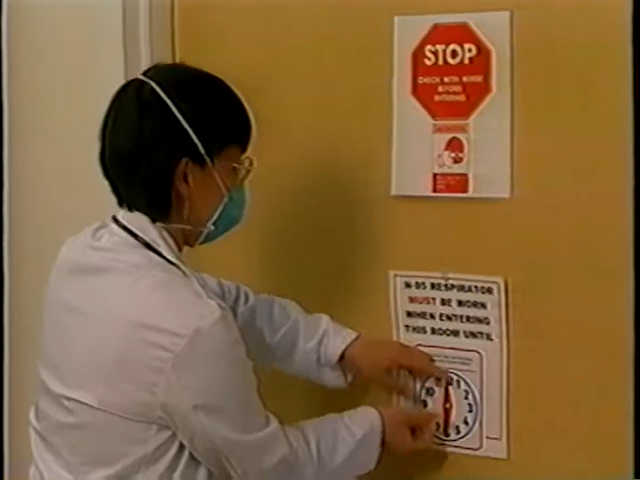 STOP
CHECK WITH NURSE
BEFORE
ENTERING
N-95 RESPIRATOR
MUST BE WORN
WHEN ENTERING
THIS ROOM UNTIL